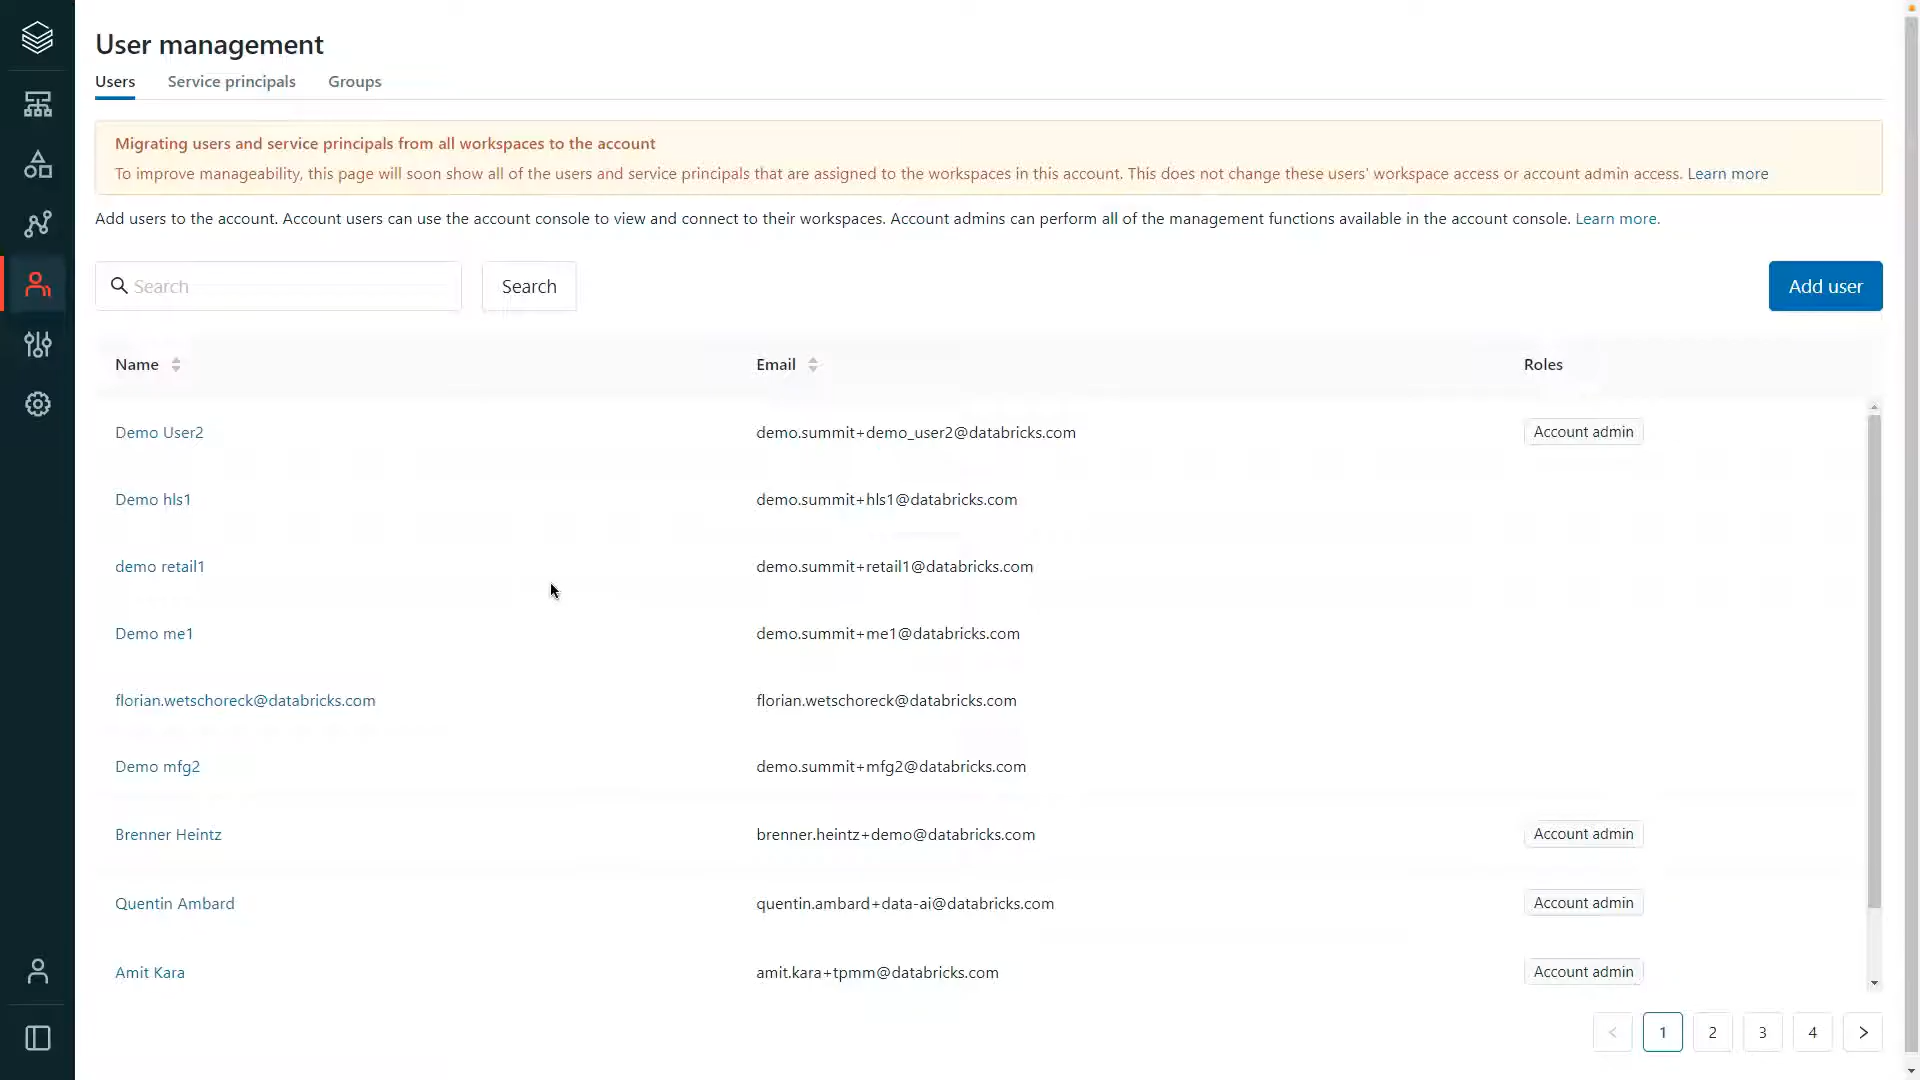 User management
Users Service principals Groups
Migrating users and service principals from all workspaces to the account
To improve manageability, this page will soon show all of the users and service principals that are assigned to the workspaces in this account. This does not change these users' workspace access or account admin access. Learn more
Add users to the account. Account users can use the account console to view and connect to their workspaces. Account admins can perform all of the management functions available in the account console. Learn more.
Search Search Add user
Name Email Roles
Demo User2 demo.summit+demo_user2@databricks.com Account admin
Demo hls1 demo.summit+hls1@databricks.com
demo retail1 demo.summit+retail1@databricks.com
Demo me1 demo.summit+me1@databricks.com
florian.wetschoreck@databricks.com florian.wetschoreck@databricks.com
Demo mfg2 demo.summit+mfg2@databricks.com
Brenner Heintz brenner.heintz+demo@databricks.com Account admin
Quentin Ambard quentin.ambard+data-ai@databricks.com Account admin
Amit Kara amit.kara+tpmm@databricks.com Account admin
< 1 2 3 4 >